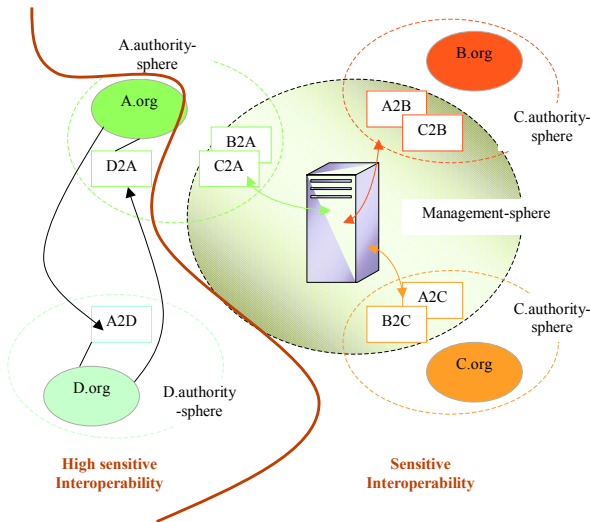 A.authority-
sphere
A.org
D2A
B2A
C2A
B.org
A2B
C2B
C.authority-
sphere
Management-sphere
A2C
B2C
C.authority-
sphere
C.org
A2D
D.org
D.authority
-sphere
High sensitive
Interoperability
Sensitive
Interoperability